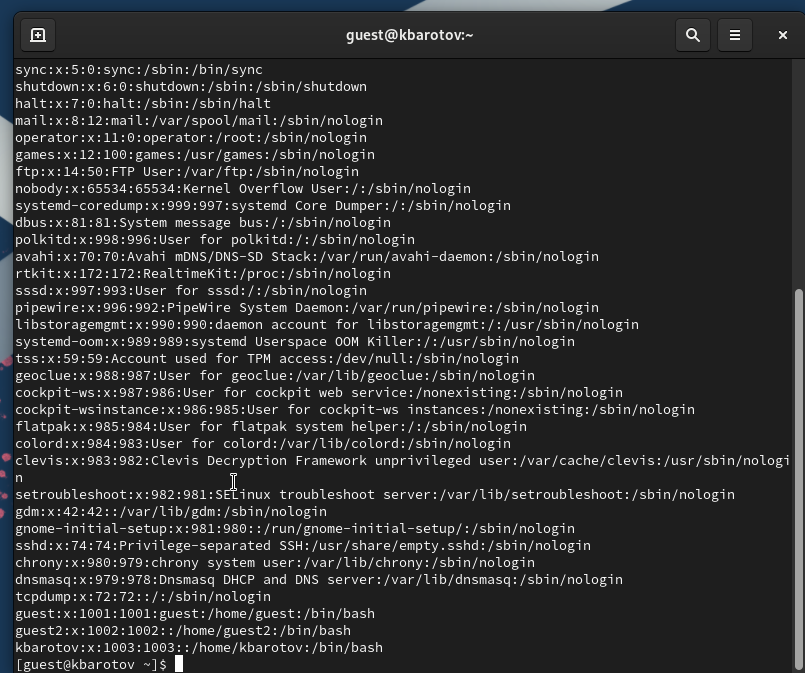 guest@kbarotov:~
sync:x:5:0:sync:/sbin:/bin/sync
shutdown:x:6:0:shutdown:/sbin:/sbin/shutdown
halt:x:7:0:halt:/sbin:/sbin/halt
mail:x:8:12:mail:/var/spool/mail:/sbin/nologin
operator:x:11:0:operator:/root:/sbin/nologin
games:x:12:100:games:/usr/games:/sbin/nologin
ftp:x:14:50:FTP User:/var/ftp:/sbin/nologin
nobody:x:65534:65534:Kernel Overflow User:/:/sbin/nologin
systemd-coredump:x:999:997:systemd Core Dumper:/:/sbin/nologin
dbus:x:81:81:System message bus:/:/sbin/nologin
polkitd:x:998:996:User for polkitd:/:/sbin/nologin
avahi:x:70:70:Avahi mDNS/DNS-SD Stack:/var/run/avahi-daemon:/sbin/nologin
rtkit:x:172:172:RealtimeKit:/proc:/sbin/nologin
sssd:x:997:993:User for sssd:/:/sbin/nologin
pipewire:x:996:992:PipeWire System Daemon:/var/run/pipewire:/sbin/nologin
libstoragemgmt:x:990:990:daemon account for libstoragemgmt:/:/usr/sbin/nologin
systemd-oom:x:989:989:systemd Userspace OOM Killer:/:/usr/sbin/nologin
tss:x:59:59:Account used for TPM access:/dev/null:/sbin/nologin
geoclue:x:988:987:User for geoclue:/var/lib/geoclue:/sbin/nologin
cockpit-ws:x:987:986:User for cockpit web service:/nonexisting:/sbin/nologin
cockpit-wsinstance:x:986:985:User for cockpit-ws instances:/nonexisting:/sbin/nologin
flatpak:x:985:984:User for flatpak system helper:/:/sbin/nologin
colord:x:984:983:User for colord:/var/lib/colord:/sbin/nologin
clevis:x:983:982:Clevis Decryption Framework unprivileged user:/var/cache/clevis:/usr/sbin/nologi
n
setroubleshoot:x:982:981:SELinux troubleshoot server:/var/lib/setroubleshoot:/sbin/nologin
gdm:x:42:42::/var/lib/gdm:/sbin/nologin
gnome-initial-setup:x:981:980::/run/gnome-initial-setup/:/sbin/nologin
sshd:x:74:74:Privilege-separated SSH:/usr/share/empty.sshd:/sbin/nologin
chrony:x:980:979:chrony system user:/var/lib/chrony:/sbin/nologin
dnsmasq:x:979:978:Dnsmasq DHCP and DNS server:/var/lib/dnsmasq:/sbin/nologin
tcpdump:x:72:72::/:/sbin/nologin
guest:x:1001:1001:guest:/home/guest:/bin/bash
guest2:x:1002:1002::/home/guest2:/bin/bash
kbarotov:x:1003:1003::/home/kbarotov:/bin/bash
[guest@kbarotov ~]$